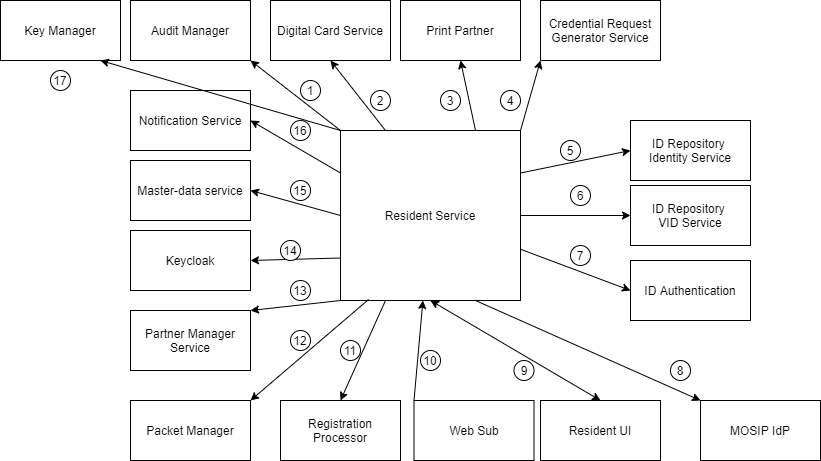 Key Manager
Audit Manager
Digital Card Service
Print Partner
Credential Request
Generator Service
17
1
2
3
4
Notification Service
16
5
ID Repository
Identity Service
Master-data service
15
Resident Service
6
ID Repository
VID Service
Keycloak
14
7
ID Authentication
13
Partner Manager
Service
12
11
10
9
8
Packet Manager
Registration
Processor
Web Sub
Resident UI
MOSIP IdP